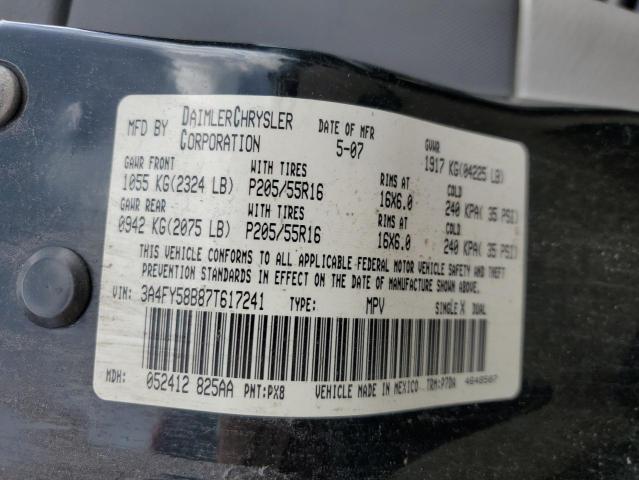 MFD BY DAIMLERCHRYSLER CORPORATION DATE OF MFR 5-07 GVWR 1917 KG(04225 LB)
GAWR FRONT WITH TIRES RIMS AT COLD
1055 KG(2324 LB) P205/55R16 16X6.0 240 KPA( 35 PSI)
GAWR REAR WITH TIRES RIMS AT COLD
0942 KG(2075 LB) P205/55R16 16X6.0 240 KPA( 35 PSI)
THIS VEHICLE CONFORMS TO ALL APPLICABLE FEDERAL MOTOR VEHICLE SAFETY AND THEFT
PREVENTION STANDARDS IN EFFECT ON THE DATE OF MANUFACTURE SHOWN ABOVE.
VIN: 3A4FY58B87T617241 TYPE: MPV SINGLE X DUAL
MDH: 052412 825AA PNT:PX8 VEHICLE MADE IN MEXICO TRM:P7DA 4648567